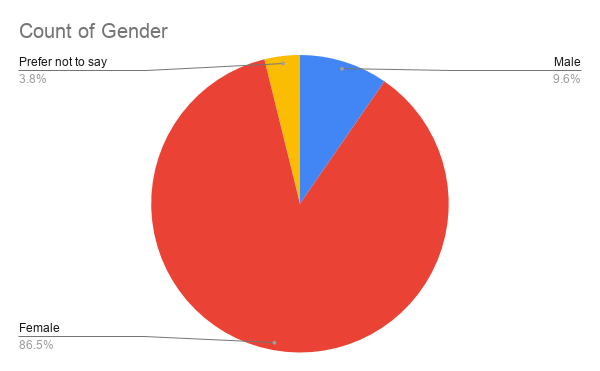 Count of Gender
Prefer not to say
3.8%
Male
9.6%
Female
86.5%